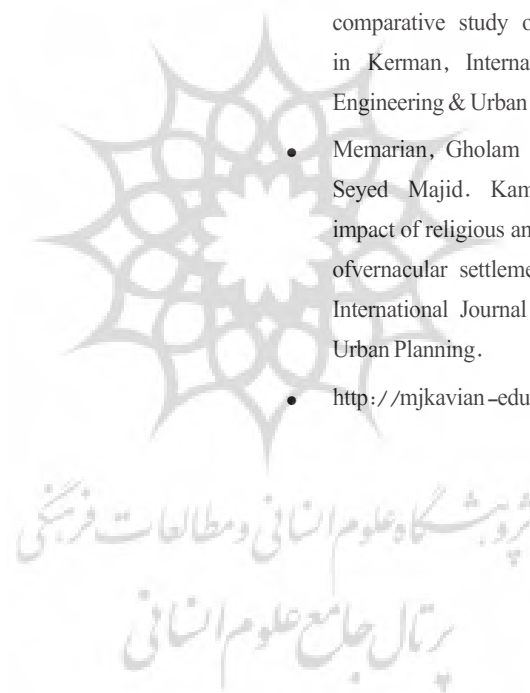 comparative study o
in Kerman, Interna
Engineering & Urban
• Memarian, Gholam
Seyed Majid. Kam
impact of religious an
ofvernacular settleme
International Journal
Urban Planning.
• http://mjkavian-edu
پژوهشگاه علوم انسانی و مطالعات فرهنگی
پرتال جامع علوم انسانی